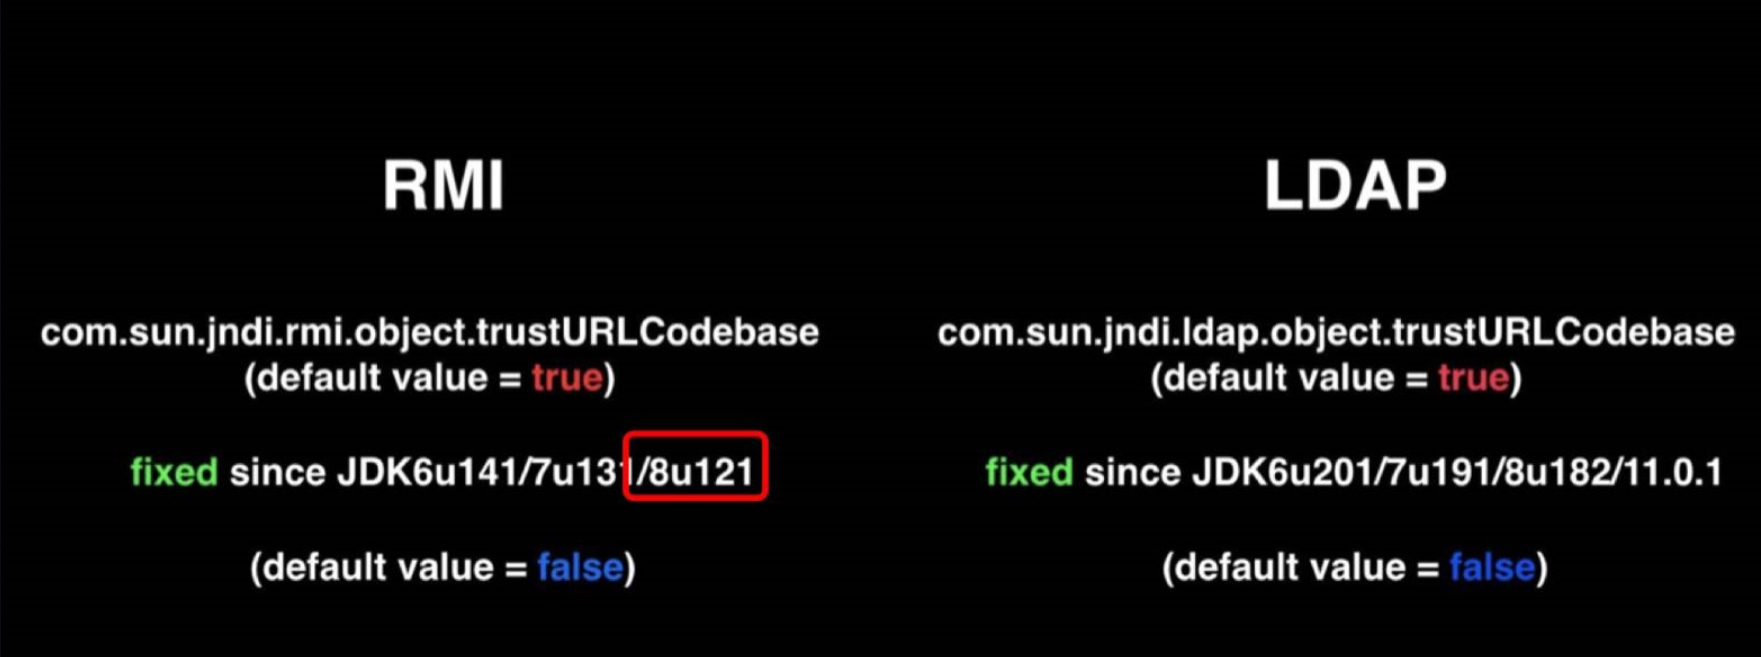 RMI
com.sun.jndi.rmi.object.trustURLCodebase
(default value = true)
fixed since JDK6u141/7u131/8u121
(default value = false)
LDAP
com.sun.jndi.ldap.object.trustURLCodebase
(default value = true)
fixed since JDK6u201/7u191/8u182/11.0.1
(default value = false)